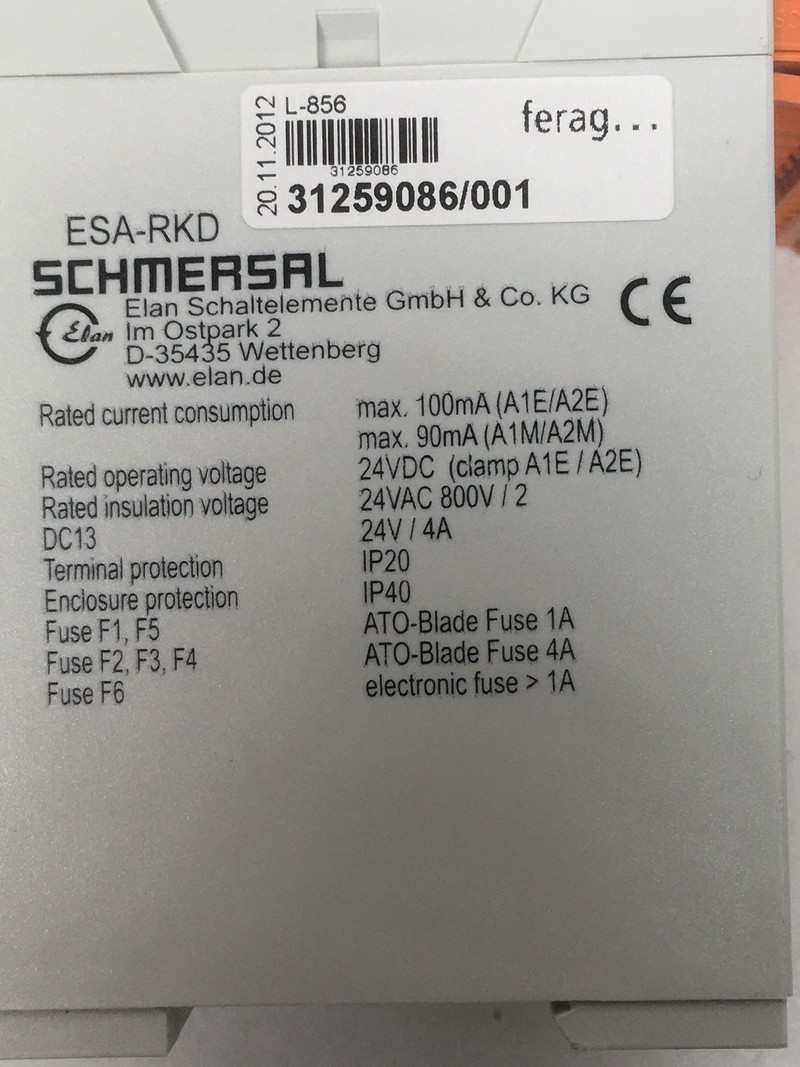 20.11.2012
L-856
ferag...
31259086
31259086/001
ESA-RKD
SCHMERSAL
Elan
Elan Schaltelemente GmbH & Co. KG
Im Ostpark 2
D-35435 Wettenberg
www.elan.de
CE
Rated current consumption max. 100mA (A1E/A2E)
max. 90mA (A1M/A2M)
Rated operating voltage 24VDC (clamp A1E / A2E)
Rated insulation voltage 24VAC 800V / 2
DC13 24V / 4A
Terminal protection IP20
Enclosure protection IP40
Fuse F1, F5 ATO-Blade Fuse 1A
Fuse F2, F3, F4 ATO-Blade Fuse 4A
Fuse F6 electronic fuse > 1A